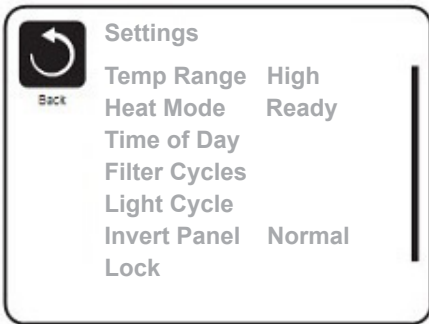 Settings
Back
Temp Range High
Heat Mode Ready
Time of Day
Filter Cycles
Light Cycle
Invert Panel Normal
Lock